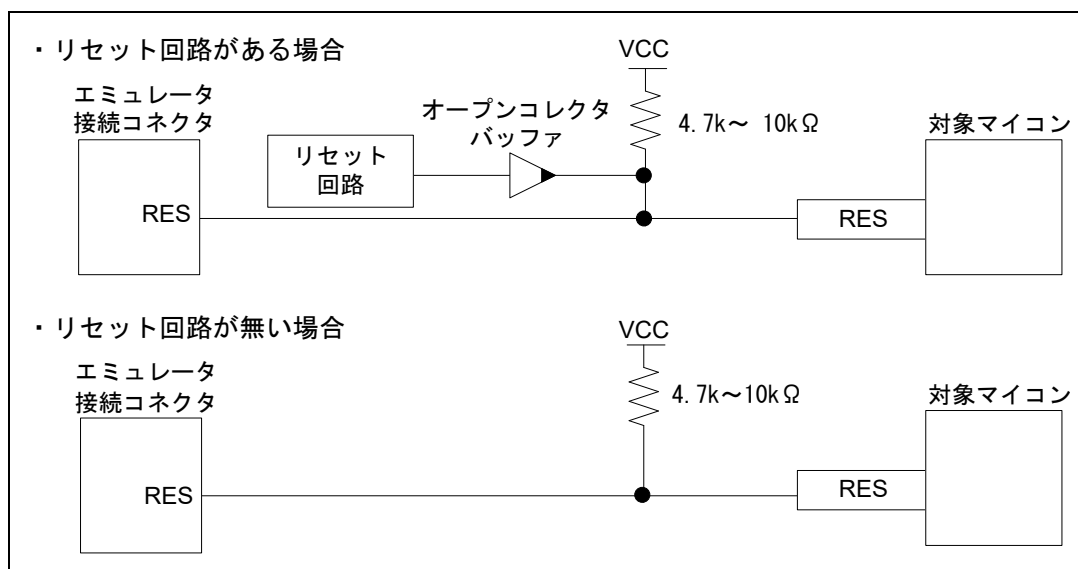 ・リセット回路がある場合
VCC
エミュレータ
接続コネクタ
オープンコレクタ
バッファ
4.7k～ 10kΩ
対象マイコン
リセット
回路
RES
RES
・リセット回路が無い場合
VCC
エミュレータ
接続コネクタ
4.7k～10kΩ
対象マイコン
RES
RES